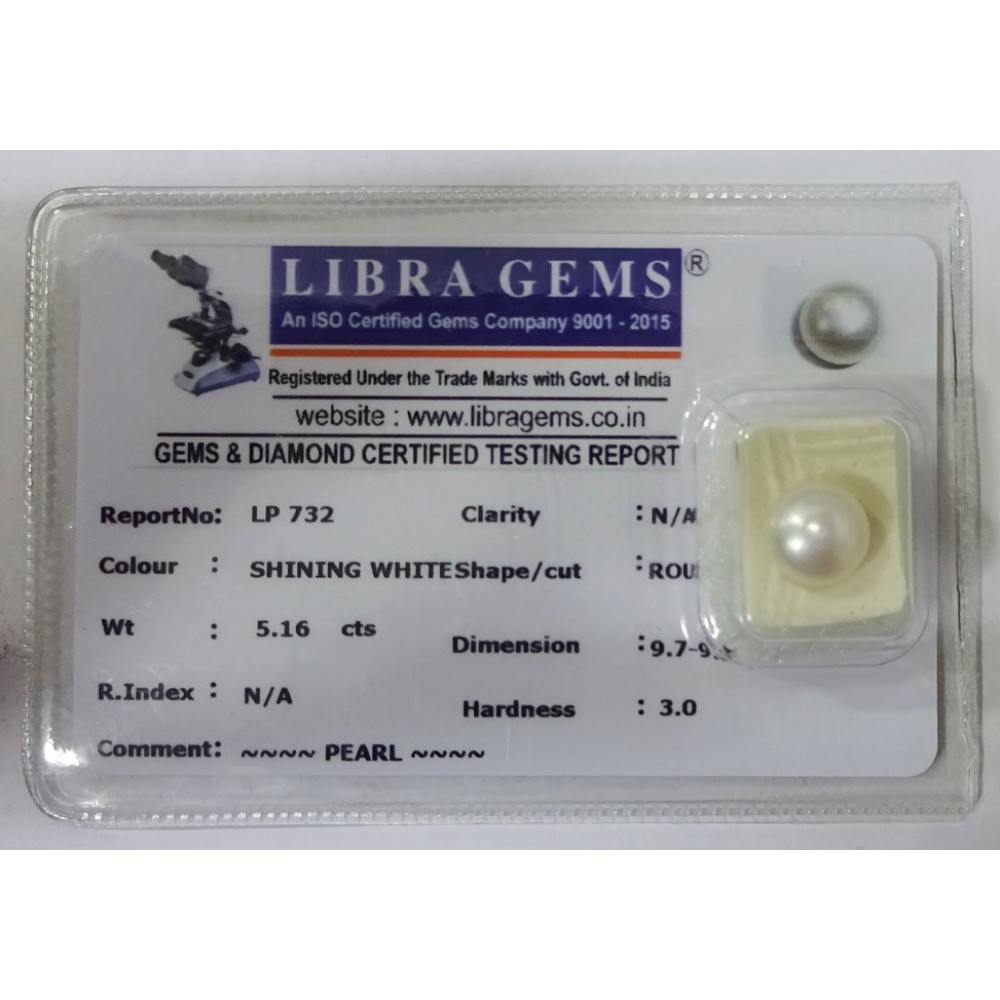 LIBRA GEMS ®
An ISO Certified Gems Company 9001 - 2015
Registered Under the Trade Marks with Govt. of India
website : www.libragems.co.in
GEMS & DIAMOND CERTIFIED TESTING REPORT
ReportNo: LP 732 Clarity : N/A
Colour : SHINING WHITE Shape/cut :
Wt : 5.16 cts Dimension : 9.7-
R.Index : N/A Hardness : 3.0
Comment: ~~~~ PEARL ~~~~